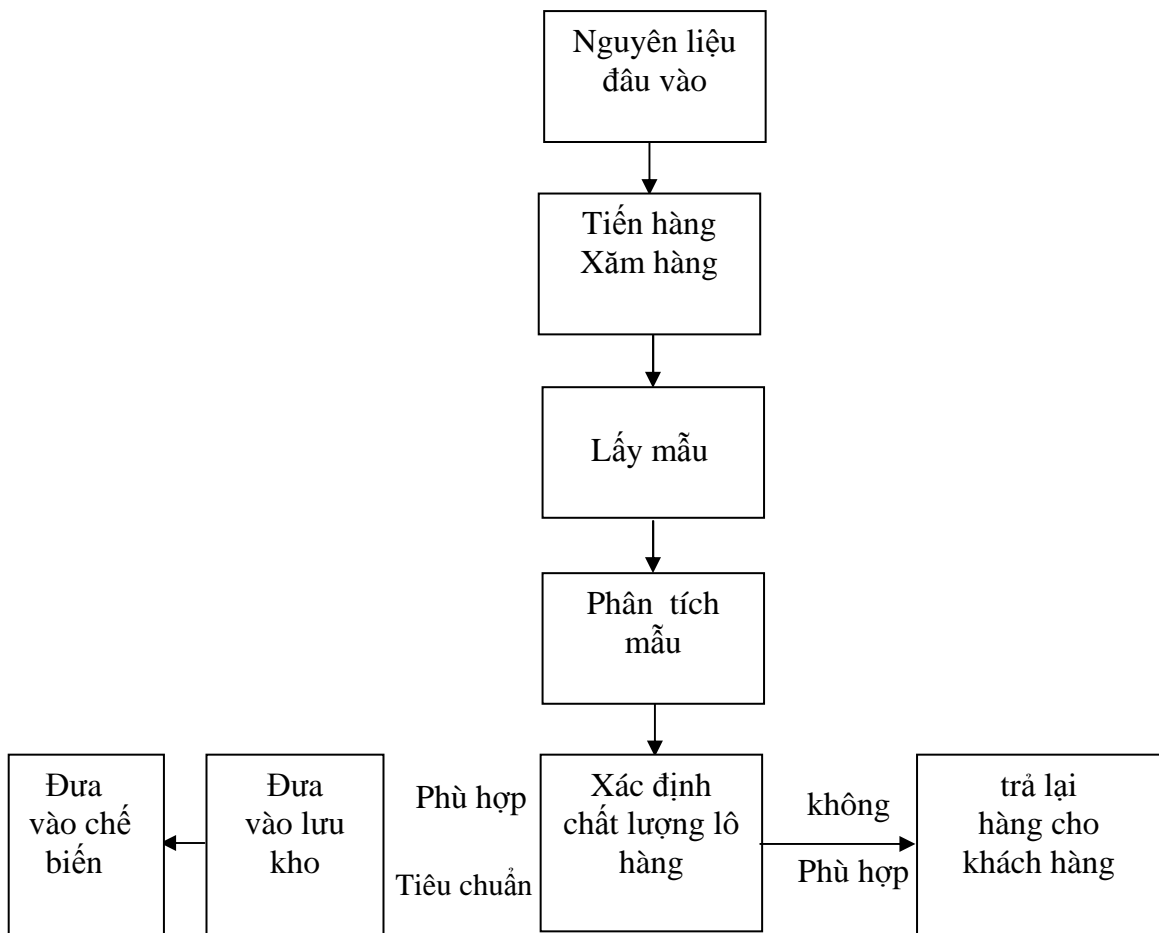 Nguyên liệu
đâu vào
Tiến hàng
Xăm hàng
Lấy mẫu
Phân tích
mẫu
Đưa
vào chế
biến
Đưa
vào lưu
kho
Phù hợp
Tiêu chuẩn
Xác định
chất lượng lô
hàng
không
Phù hợp
trả lại
hàng cho
khách hàng